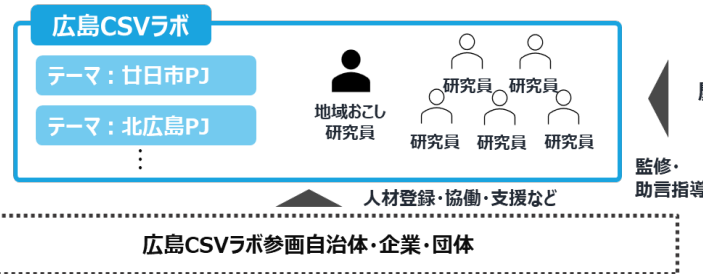 広島CSVラボ
テーマ：廿日市PJ
テーマ：北広島PJ
⋮
地域おこし
研究員
研究員 研究員
研究員 研究員 研究員
監修・
助言指導
人材登録・協働・支援など
広島CSVラボ参画自治体・企業・団体